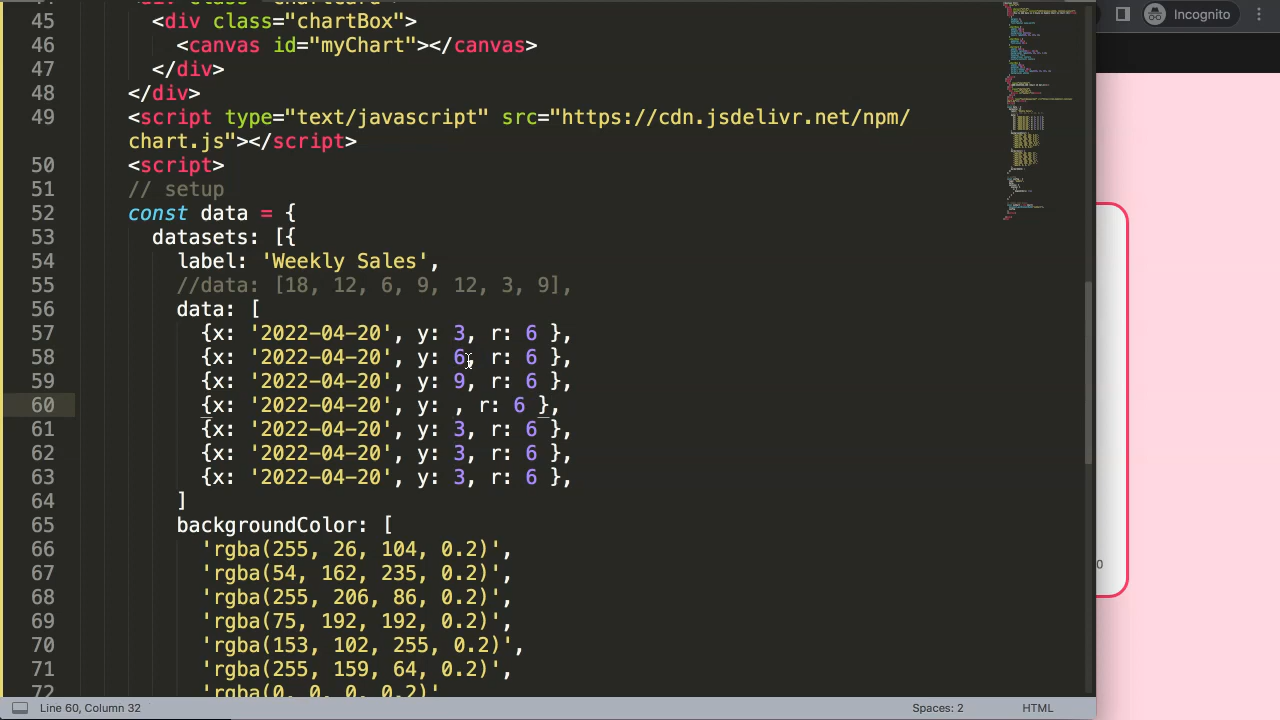 Incognito
45 <div class="chartBox">
46 <canvas id="myChart"></canvas>
47 </div>
48 </div>
49 <script type="text/javascript" src="https://cdn.jsdelivr.net/npm/
chart.js"></script>
50 <script>
51 // setup
52 const data = {
53 datasets: [{
54 label: 'Weekly Sales',
55 //data: [18, 12, 6, 9, 12, 3, 9],
56 data: [
57 {x: '2022-04-20', y: 3, r: 6 },
58 {x: '2022-04-20', y: 6, r: 6 },
59 {x: '2022-04-20', y: 9, r: 6 },
60 {x: '2022-04-20', y: , r: 6 },
61 {x: '2022-04-20', y: 3, r: 6 },
62 {x: '2022-04-20', y: 3, r: 6 },
63 {x: '2022-04-20', y: 3, r: 6 },
64 ]
65 backgroundColor: [
66 'rgba(255, 26, 104, 0.2)',
67 'rgba(54, 162, 235, 0.2)',
68 'rgba(255, 206, 86, 0.2)',
69 'rgba(75, 192, 192, 0.2)',
70 'rgba(153, 102, 255, 0.2)',
71 'rgba(255, 159, 64, 0.2)',
72 'rgba(0, 0, 0, 0.2)'
Line 60, Column 32 Spaces: 2 HTML